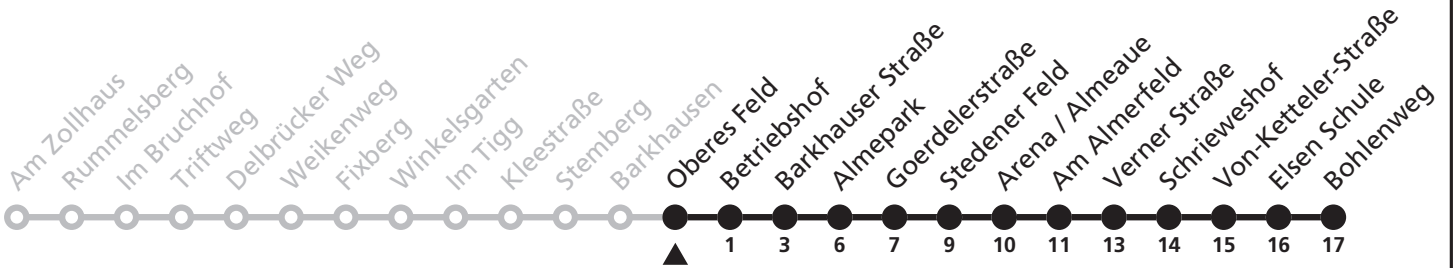 Am Zollhaus
Rummelsberg
Im Bruchhof
Triftweg
Delbrücker Weg
Weikenweg
Fixberg
Winkelsgarten
Im Tigg
Kleestraße
Stemberg
Barkhausen
Oberes Feld
Betriebshof
Barkhauser Straße
Almepark
Goerdelerstraße
Stedener Feld
Arena / Almeaue
Am Almerfeld
Verner Straße
Schrieweshof
Von-Ketteler-Straße
Elsen Schule
Bohlenweg
1 3 6 7 9 10 11 13 14 15 16 17